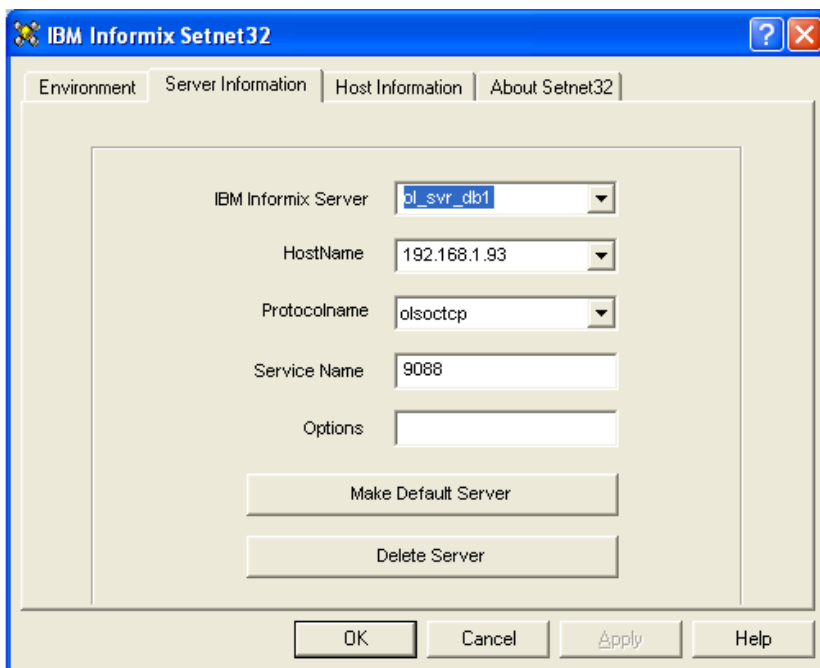 IBM Informix Setnet32
Environment
Server Information
Host Information
About Setnet32
IBM Informix Server
ol_svr_db1
HostName
192.168.1.93
Protocolname
olsoctcp
Service Name
9088
Options
Make Default Server
Delete Server
OK
Cancel
Apply
Help